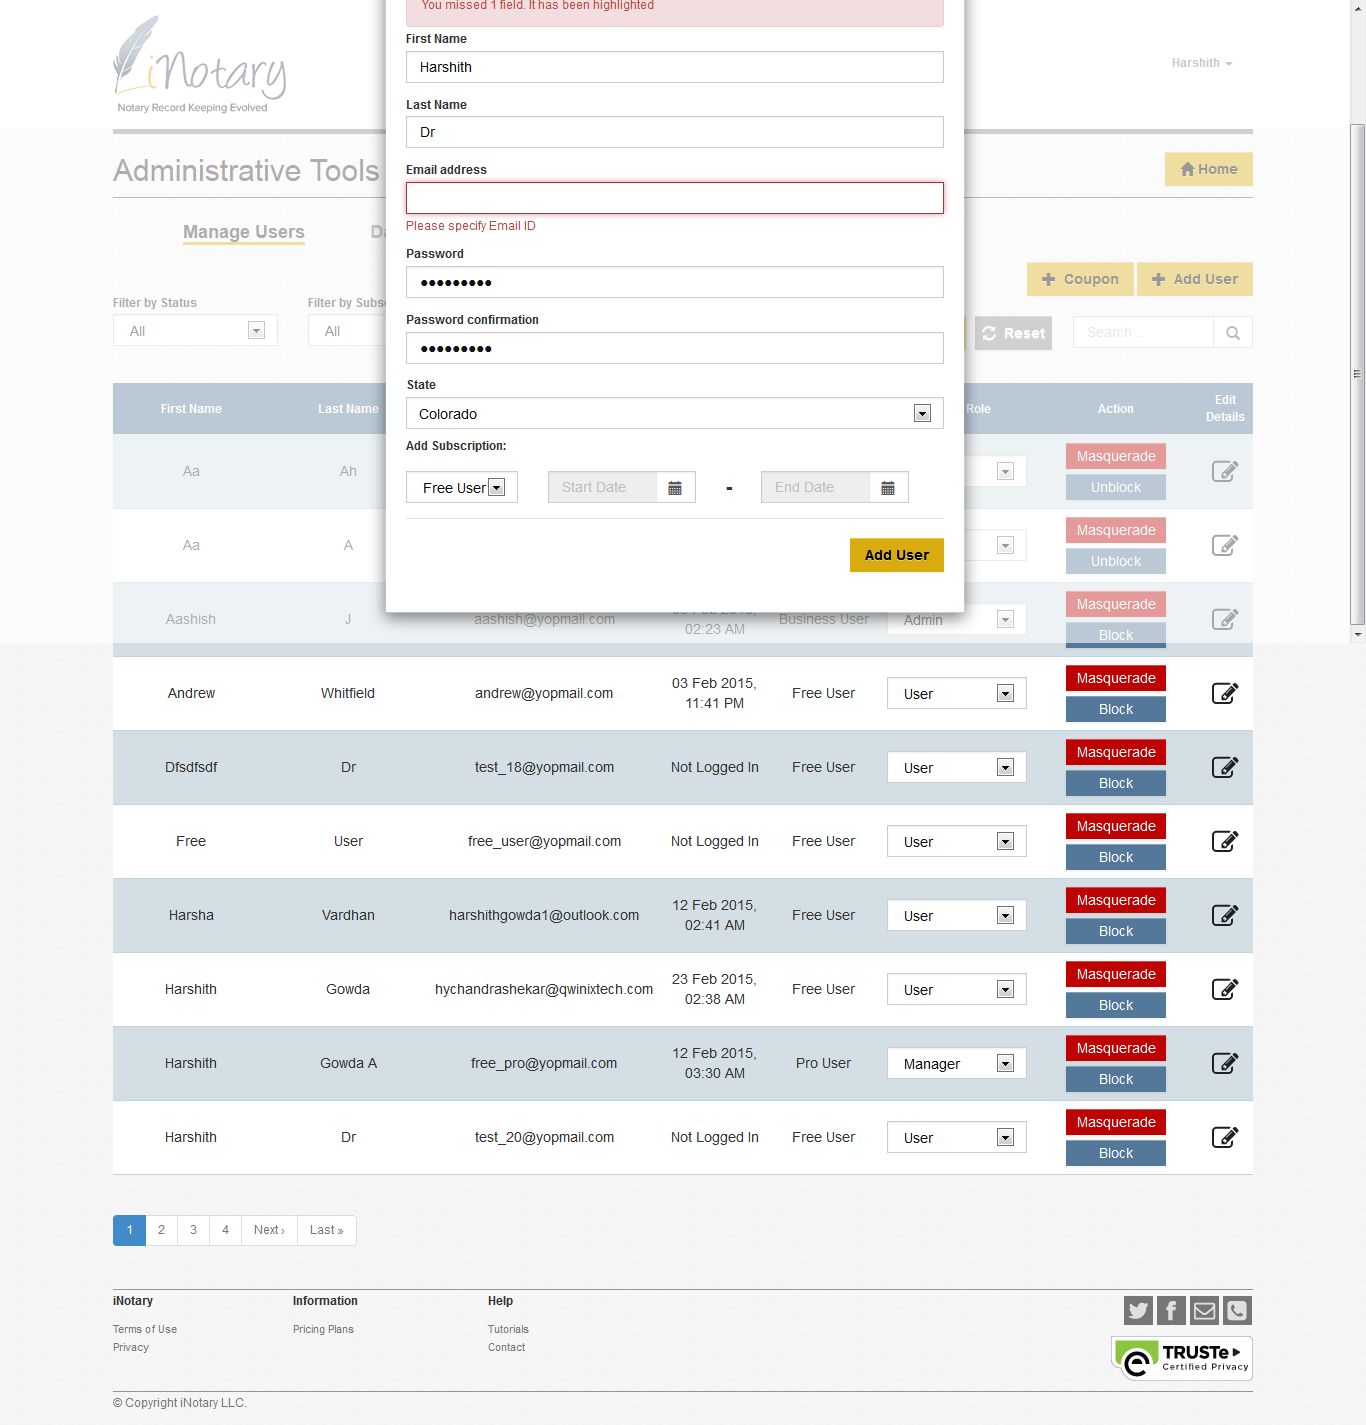 You missed 1 field. It has been highlighted
iNotary
Notary Record Keeping Evolved
Harshith
First Name
Harshith
Last Name
Dr
Administrative Tools
Home
Email address
Please specify Email ID
Manage Users
Password
●●●●●●●●●
Coupon
Add User
Filter by Status
Filter by Subsc
All
All
Password confirmation
●●●●●●●●●
Reset
Search ..
State
Colorado
First Name
Last Name
Role
Action
Edit
Details
Add Subscription:
Free User
Start Date
-
End Date
Aa
Ah
Masquerade
Unblock
Add User
Aa
A
Masquerade
Unblock
Aashish
J
aashish@yopmail.com
02:23 AM
Business User
Admin
Masquerade
Block
Andrew
Whitfield
andrew@yopmail.com
03 Feb 2015,
11:41 PM
Free User
User
Masquerade
Block
Dfsdfsdf
Dr
test_18@yopmail.com
Not Logged In
Free User
User
Masquerade
Block
Free
User
free_user@yopmail.com
Not Logged In
Free User
User
Masquerade
Block
Harsha
Vardhan
harshithgowda1@outlook.com
12 Feb 2015,
02:41 AM
Free User
User
Masquerade
Block
Harshith
Gowda
hychandrashekar@qwinixtech.com
23 Feb 2015,
02:38 AM
Free User
User
Masquerade
Block
Harshith
Gowda A
free_pro@yopmail.com
12 Feb 2015,
03:30 AM
Pro User
Manager
Masquerade
Block
Harshith
Dr
test_20@yopmail.com
Not Logged In
Free User
User
Masquerade
Block
1 2 3 4 Next › Last »
iNotary
Terms of Use
Privacy
Information
Pricing Plans
Help
Tutorials
Contact
TRUSTe
Certified Privacy
© Copyright iNotary LLC.